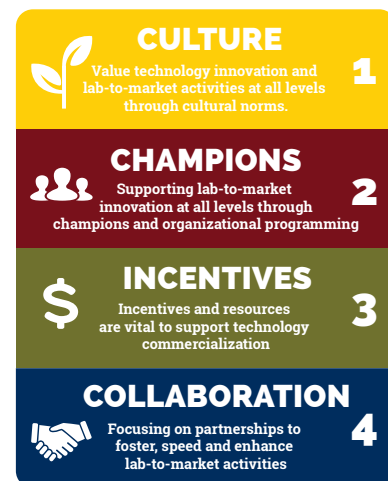 CULTURE
Value technology innovation and
lab-to-market activities at all levels
through cultural norms.
1
CHAMPIONS
Supporting lab-to-market
innovation at all levels through
champions and organizational programming
2
INCENTIVES
Incentives and resources
are vital to support technology
commercialization
3
$
COLLABORATION
Focusing on partnerships to
foster, speed and enhance
lab-to-market activities
4